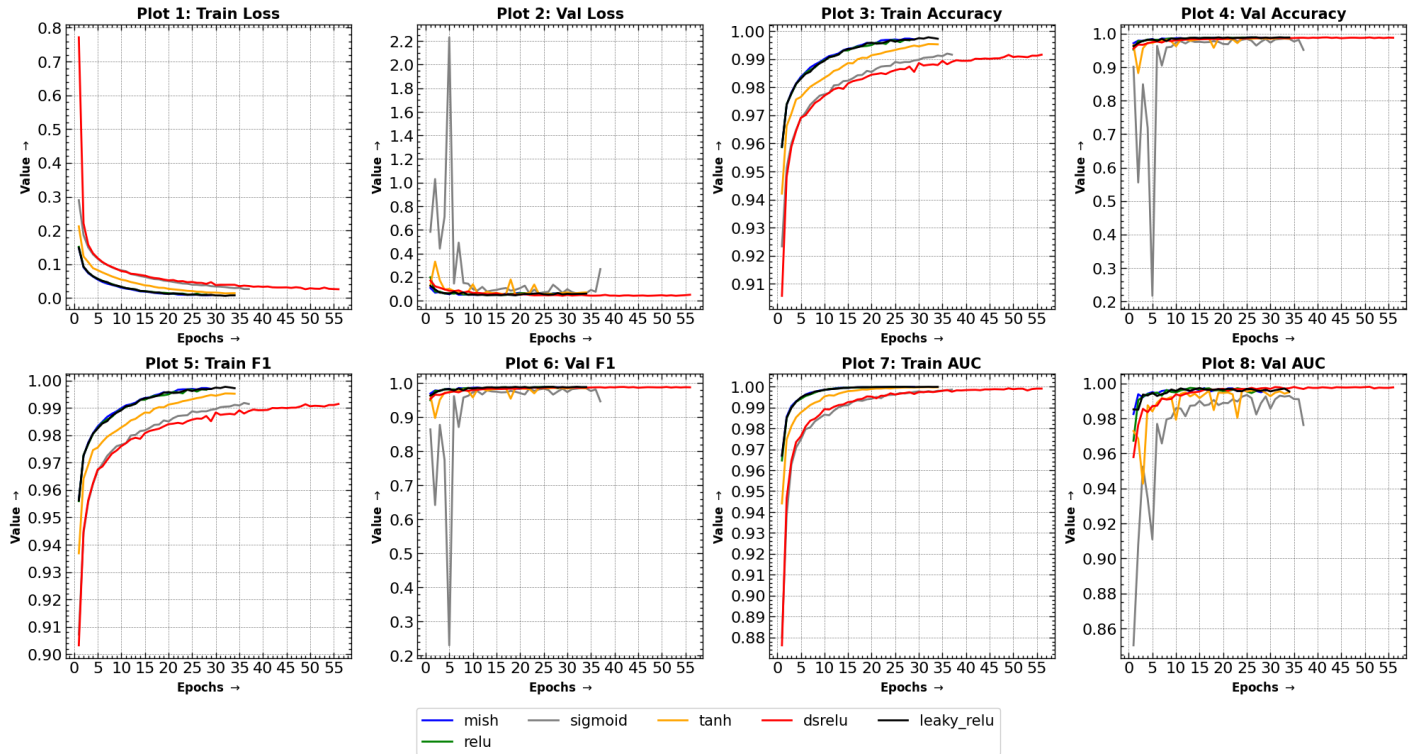 Plot 1: Train Loss
Plot 2: Val Loss
Plot 3: Train Accuracy
Plot 4: Val Accuracy
0.8
0.7
0.6
0.5
0.4
0.3
0.2
0.1
0.0
Value →
0 5 10 15 20 25 30 35 40 45 50 55
Epochs →
2.2
2.0
1.8
1.6
1.4
1.2
1.0
0.8
0.6
0.4
0.2
0.0
Value →
0 5 10 15 20 25 30 35 40 45 50 55
Epochs →
1.00
0.99
0.98
0.97
0.96
0.95
0.94
0.93
0.92
0.91
Value →
0 5 10 15 20 25 30 35 40 45 50 55
Epochs →
1.0
0.9
0.8
0.7
0.6
0.5
0.4
0.3
0.2
Value →
0 5 10 15 20 25 30 35 40 45 50 55
Epochs →
Plot 5: Train F1
Plot 6: Val F1
Plot 7: Train AUC
Plot 8: Val AUC
1.00
0.99
0.98
0.97
0.96
0.95
0.94
0.93
0.92
0.91
0.90
Value →
0 5 10 15 20 25 30 35 40 45 50 55
Epochs →
1.0
0.9
0.8
0.7
0.6
0.5
0.4
0.3
0.2
Value →
0 5 10 15 20 25 30 35 40 45 50 55
Epochs →
1.00
0.99
0.98
0.97
0.96
0.95
0.94
0.93
0.92
0.91
0.90
0.89
0.88
Value →
0 5 10 15 20 25 30 35 40 45 50 55
Epochs →
1.00
0.98
0.96
0.94
0.92
0.90
0.88
0.86
Value →
0 5 10 15 20 25 30 35 40 45 50 55
Epochs →
mish sigmoid tanh dsrelu leaky_relu
relu